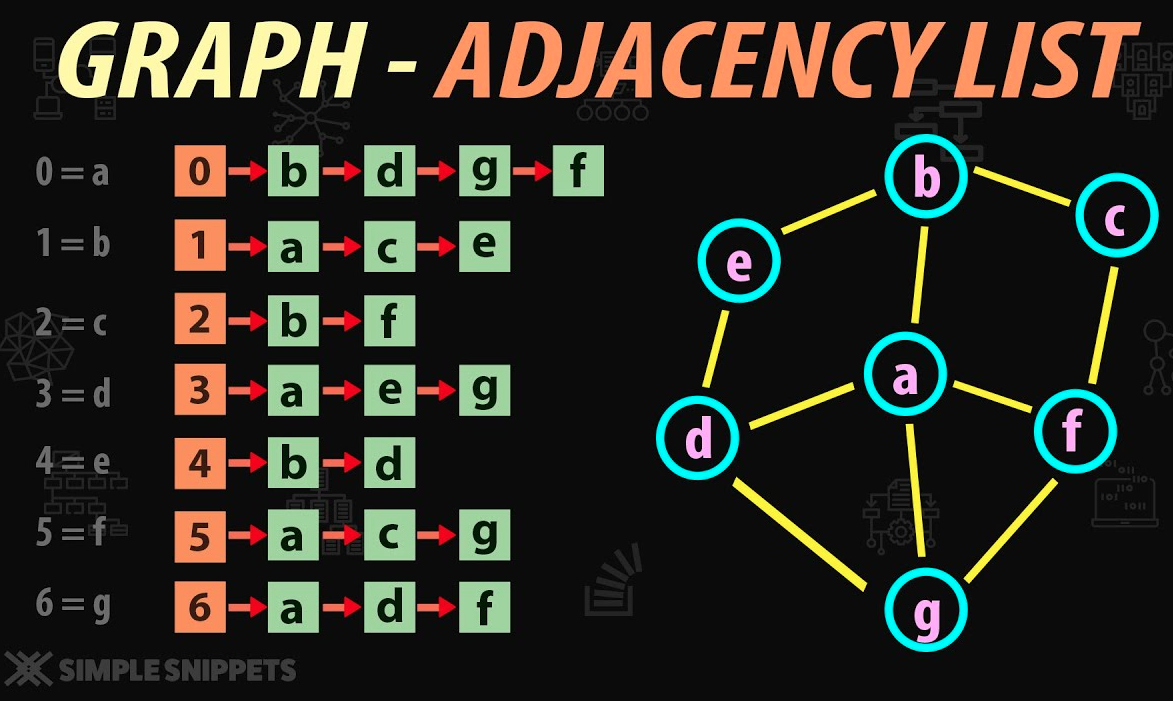 GRAPH - ADJACENCY LIST
0 = a
0 b d g f
1 = b
1 a c e
2 = c
2 b f
3 = d
3 a e g
4 = e
4 b d
5 = f
5 a c g
6 = g
6 a d f
b
c
e
a
d
f
g
SIMPLE SNIPPETS